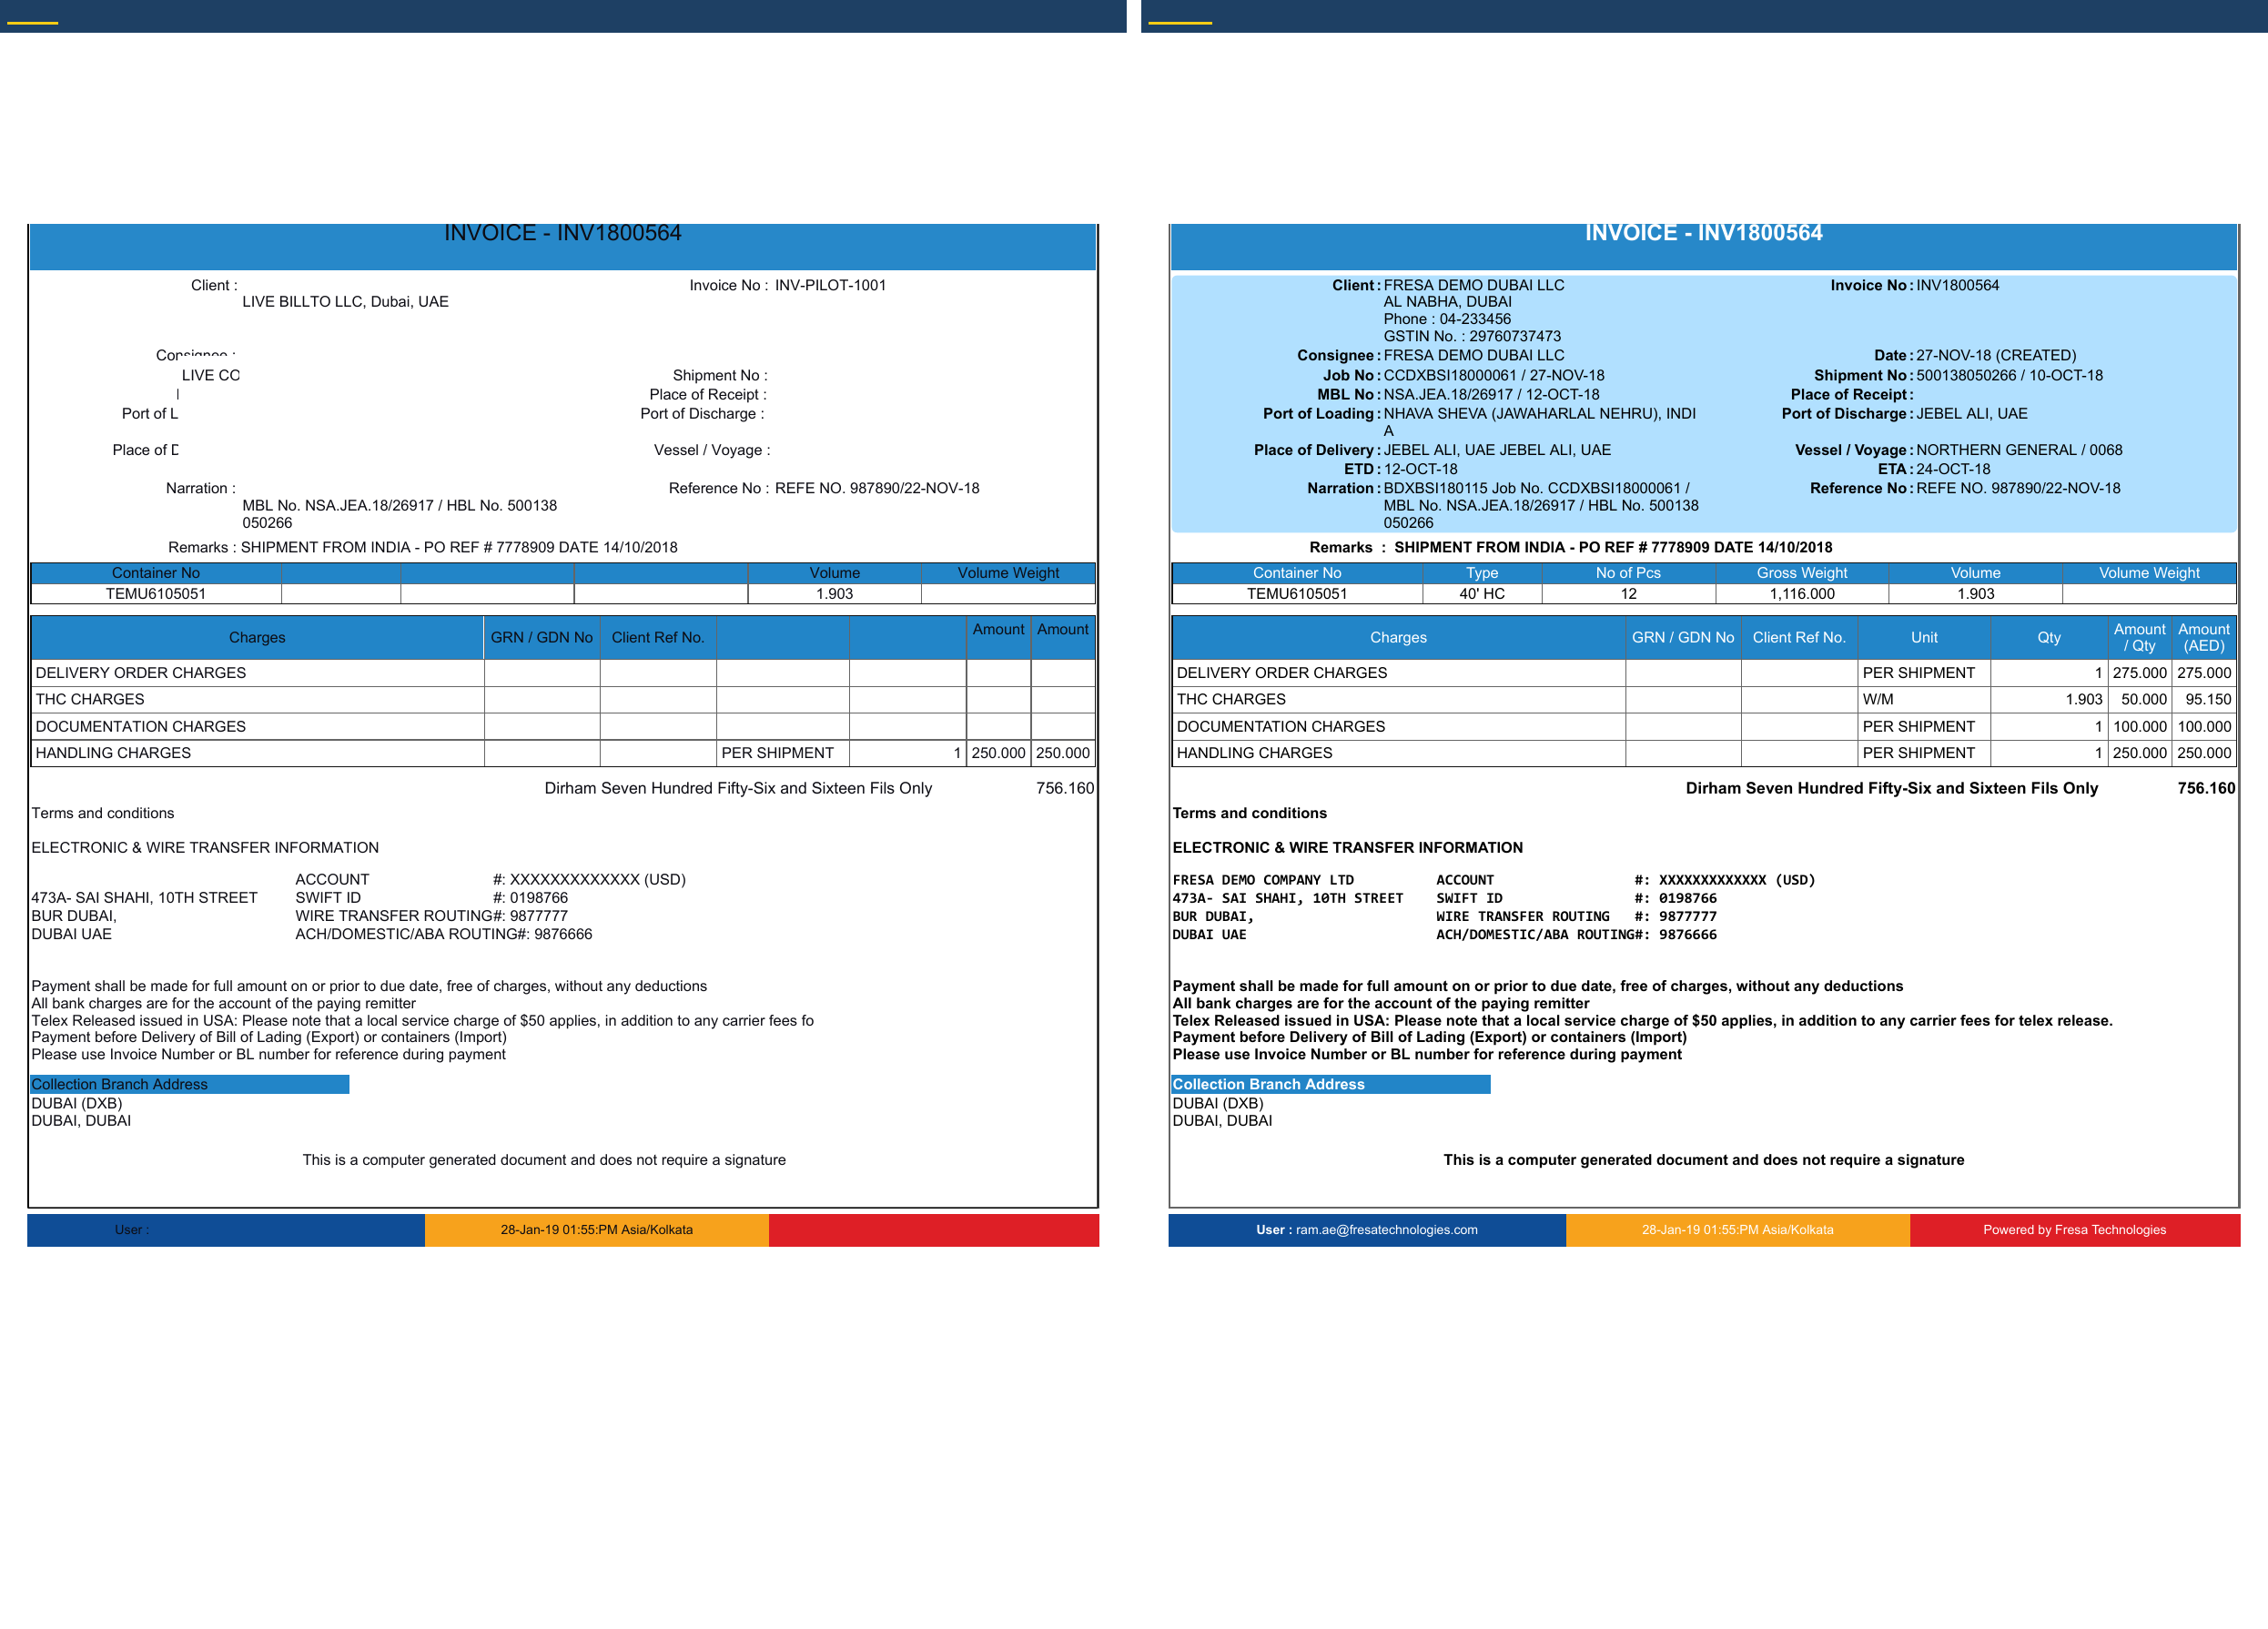 INVOICE - INV1800564
Client :
LIVE BILLTO LLC, Dubai, UAE
Invoice No : INV-PILOT-1001
Consignee :
LIVE CO
Shipment No :
Place of Receipt :
Port of L
Port of Discharge :
Place of D
Vessel / Voyage :
Narration :
Reference No : REFE NO. 987890/22-NOV-18
MBL No. NSA.JEA.18/26917 / HBL No. 500138
050266
Remarks : SHIPMENT FROM INDIA - PO REF # 7778909 DATE 14/10/2018
Container No Volume Volume Weight
TEMU6105051 1.903
Charges GRN / GDN No Client Ref No. Amount Amount
DELIVERY ORDER CHARGES
THC CHARGES
DOCUMENTATION CHARGES
HANDLING CHARGES PER SHIPMENT 1 250.000 250.000
Dirham Seven Hundred Fifty-Six and Sixteen Fils Only 756.160
Terms and conditions
ELECTRONIC & WIRE TRANSFER INFORMATION
ACCOUNT #: XXXXXXXXXXXXX (USD)
473A- SAI SHAHI, 10TH STREET SWIFT ID #: 0198766
BUR DUBAI, WIRE TRANSFER ROUTING#: 9877777
DUBAI UAE ACH/DOMESTIC/ABA ROUTING#: 9876666
Payment shall be made for full amount on or prior to due date, free of charges, without any deductions
All bank charges are for the account of the paying remitter
Telex Released issued in USA: Please note that a local service charge of $50 applies, in addition to any carrier fees fo
Payment before Delivery of Bill of Lading (Export) or containers (Import)
Please use Invoice Number or BL number for reference during payment
Collection Branch Address
DUBAI (DXB)
DUBAI, DUBAI
This is a computer generated document and does not require a signature
User :
28-Jan-19 01:55:PM Asia/Kolkata
INVOICE - INV1800564
Client : FRESA DEMO DUBAI LLC Invoice No : INV1800564
AL NABHA, DUBAI
Phone : 04-233456
GSTIN No. : 29760737473
Consignee : FRESA DEMO DUBAI LLC Date : 27-NOV-18 (CREATED)
Job No : CCDXBSI18000061 / 27-NOV-18 Shipment No : 500138050266 / 10-OCT-18
MBL No : NSA.JEA.18/26917 / 12-OCT-18 Place of Receipt :
Port of Loading : NHAVA SHEVA (JAWAHARLAL NEHRU), INDI Port of Discharge : JEBEL ALI, UAE
A
Place of Delivery : JEBEL ALI, UAE JEBEL ALI, UAE Vessel / Voyage : NORTHERN GENERAL / 0068
ETD : 12-OCT-18 ETA : 24-OCT-18
Narration : BDXBSI180115 Job No. CCDXBSI18000061 / Reference No : REFE NO. 987890/22-NOV-18
MBL No. NSA.JEA.18/26917 / HBL No. 500138
050266
Remarks : SHIPMENT FROM INDIA - PO REF # 7778909 DATE 14/10/2018
Container No Type No of Pcs Gross Weight Volume Volume Weight
TEMU6105051 40' HC 12 1,116.000 1.903
Charges GRN / GDN No Client Ref No. Unit Qty Amount / Qty Amount (AED)
DELIVERY ORDER CHARGES PER SHIPMENT 1 275.000 275.000
THC CHARGES W/M 1.903 50.000 95.150
DOCUMENTATION CHARGES PER SHIPMENT 1 100.000 100.000
HANDLING CHARGES PER SHIPMENT 1 250.000 250.000
Dirham Seven Hundred Fifty-Six and Sixteen Fils Only 756.160
Terms and conditions
ELECTRONIC & WIRE TRANSFER INFORMATION
FRESA DEMO COMPANY LTD ACCOUNT #: XXXXXXXXXXXXX (USD)
473A- SAI SHAHI, 10TH STREET SWIFT ID #: 0198766
BUR DUBAI, WIRE TRANSFER ROUTING #: 9877777
DUBAI UAE ACH/DOMESTIC/ABA ROUTING#: 9876666
Payment shall be made for full amount on or prior to due date, free of charges, without any deductions
All bank charges are for the account of the paying remitter
Telex Released issued in USA: Please note that a local service charge of $50 applies, in addition to any carrier fees for telex release.
Payment before Delivery of Bill of Lading (Export) or containers (Import)
Please use Invoice Number or BL number for reference during payment
Collection Branch Address
DUBAI (DXB)
DUBAI, DUBAI
This is a computer generated document and does not require a signature
User : ram.ae@fresatechnologies.com
28-Jan-19 01:55:PM Asia/Kolkata
Powered by Fresa Technologies